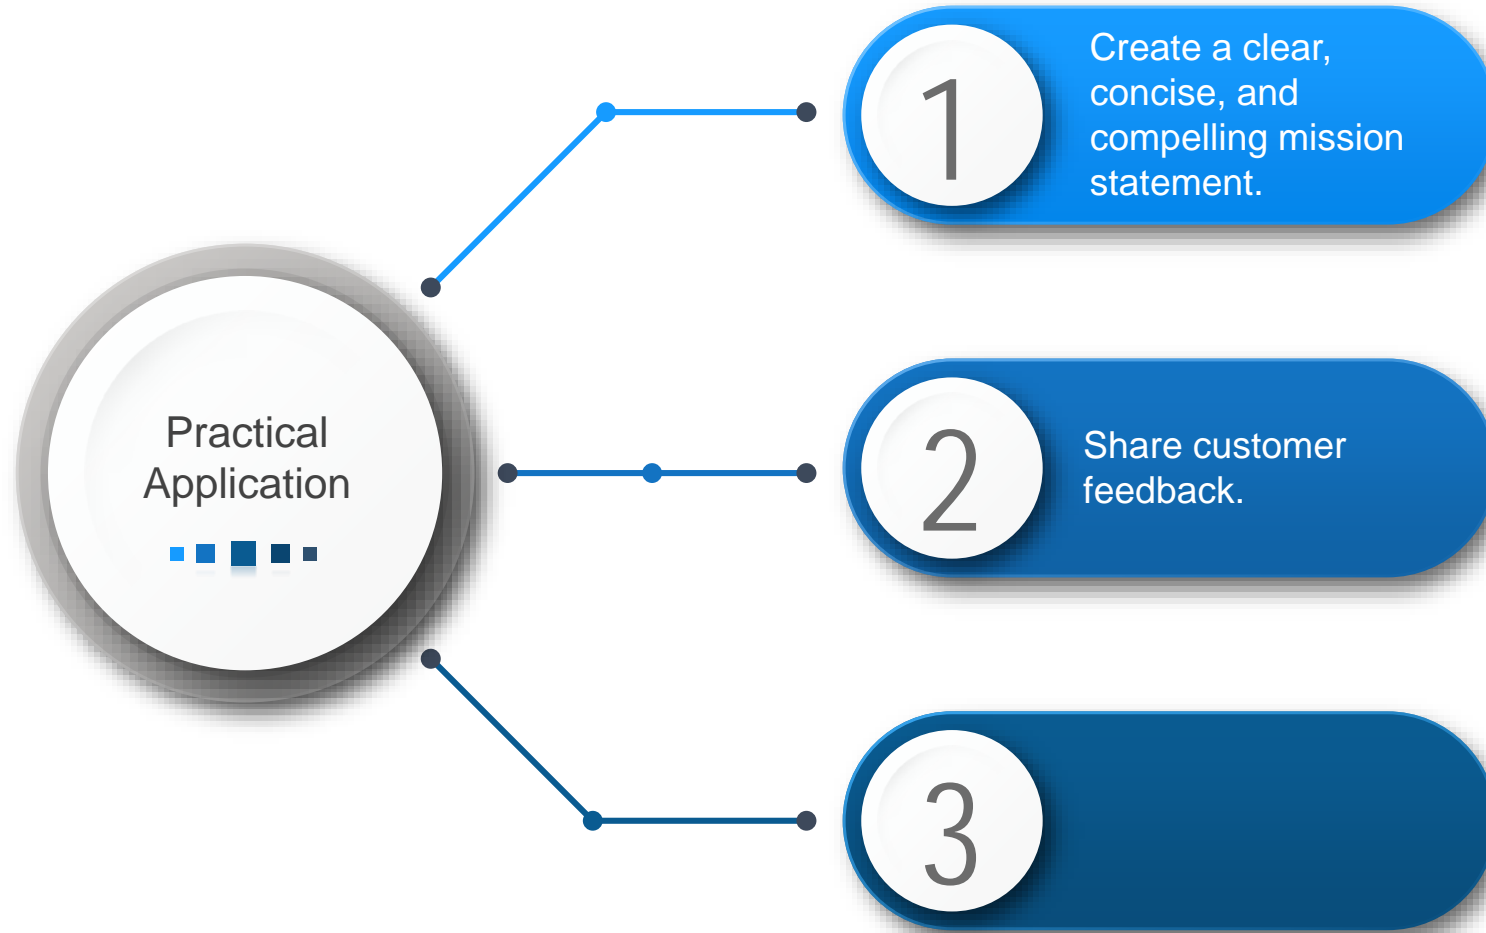 Practical
Application
1
Create a clear,
concise, and
compelling mission
statement.
2
Share customer
feedback.
3